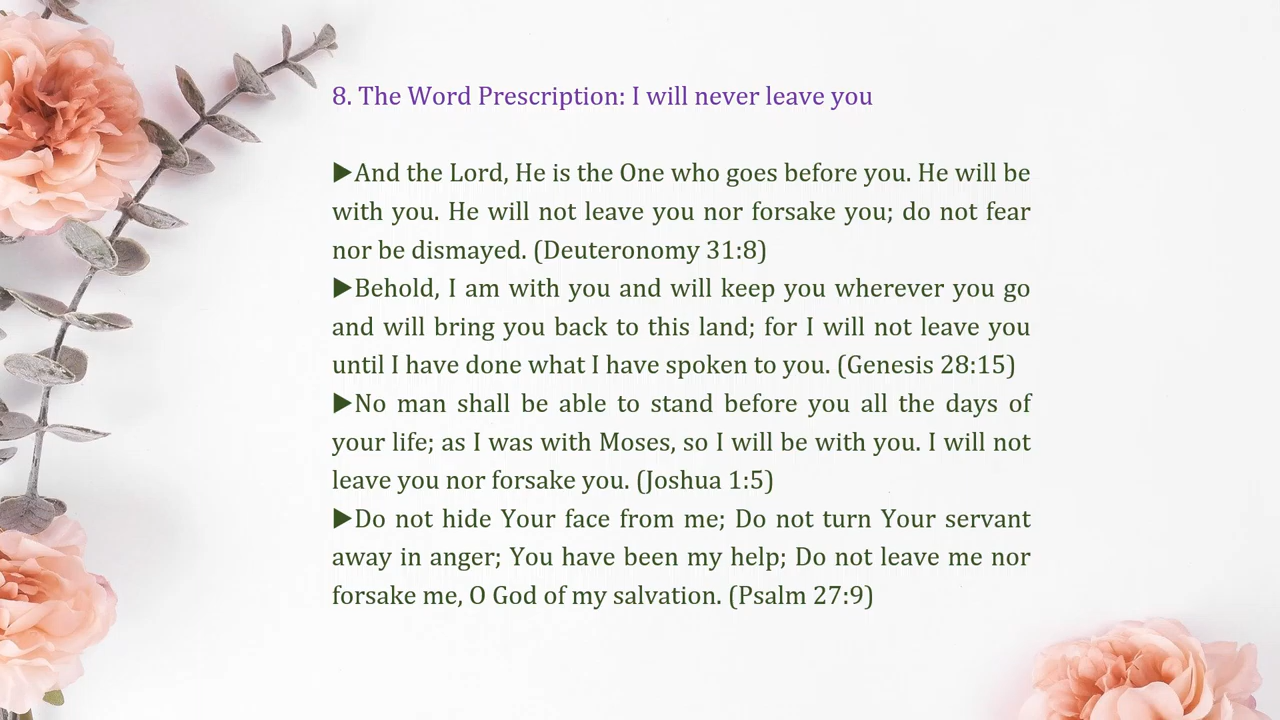 8. The Word Prescription: I will never leave you
▶And the Lord, He is the One who goes before you. He will be
with you. He will not leave you nor forsake you; do not fear
nor be dismayed. (Deuteronomy 31:8)
▶Behold, I am with you and will keep you wherever you go
and will bring you back to this land; for I will not leave you
until I have done what I have spoken to you. (Genesis 28:15)
▶No man shall be able to stand before you all the days of
your life; as I was with Moses, so I will be with you. I will not
leave you nor forsake you. (Joshua 1:5)
▶Do not hide Your face from me; Do not turn Your servant
away in anger; You have been my help; Do not leave me nor
forsake me, O God of my salvation. (Psalm 27:9)